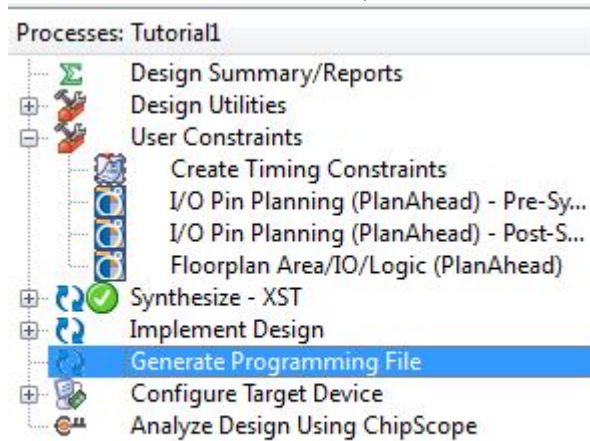 Processes: Tutorial1
Design Summary/Reports
Design Utilities
User Constraints
Create Timing Constraints
I/O Pin Planning (PlanAhead) - Pre-Sy...
I/O Pin Planning (PlanAhead) - Post-S...
Floorplan Area/IO/Logic (PlanAhead)
Synthesize - XST
Implement Design
Generate Programming File
Configure Target Device
Analyze Design Using ChipScope